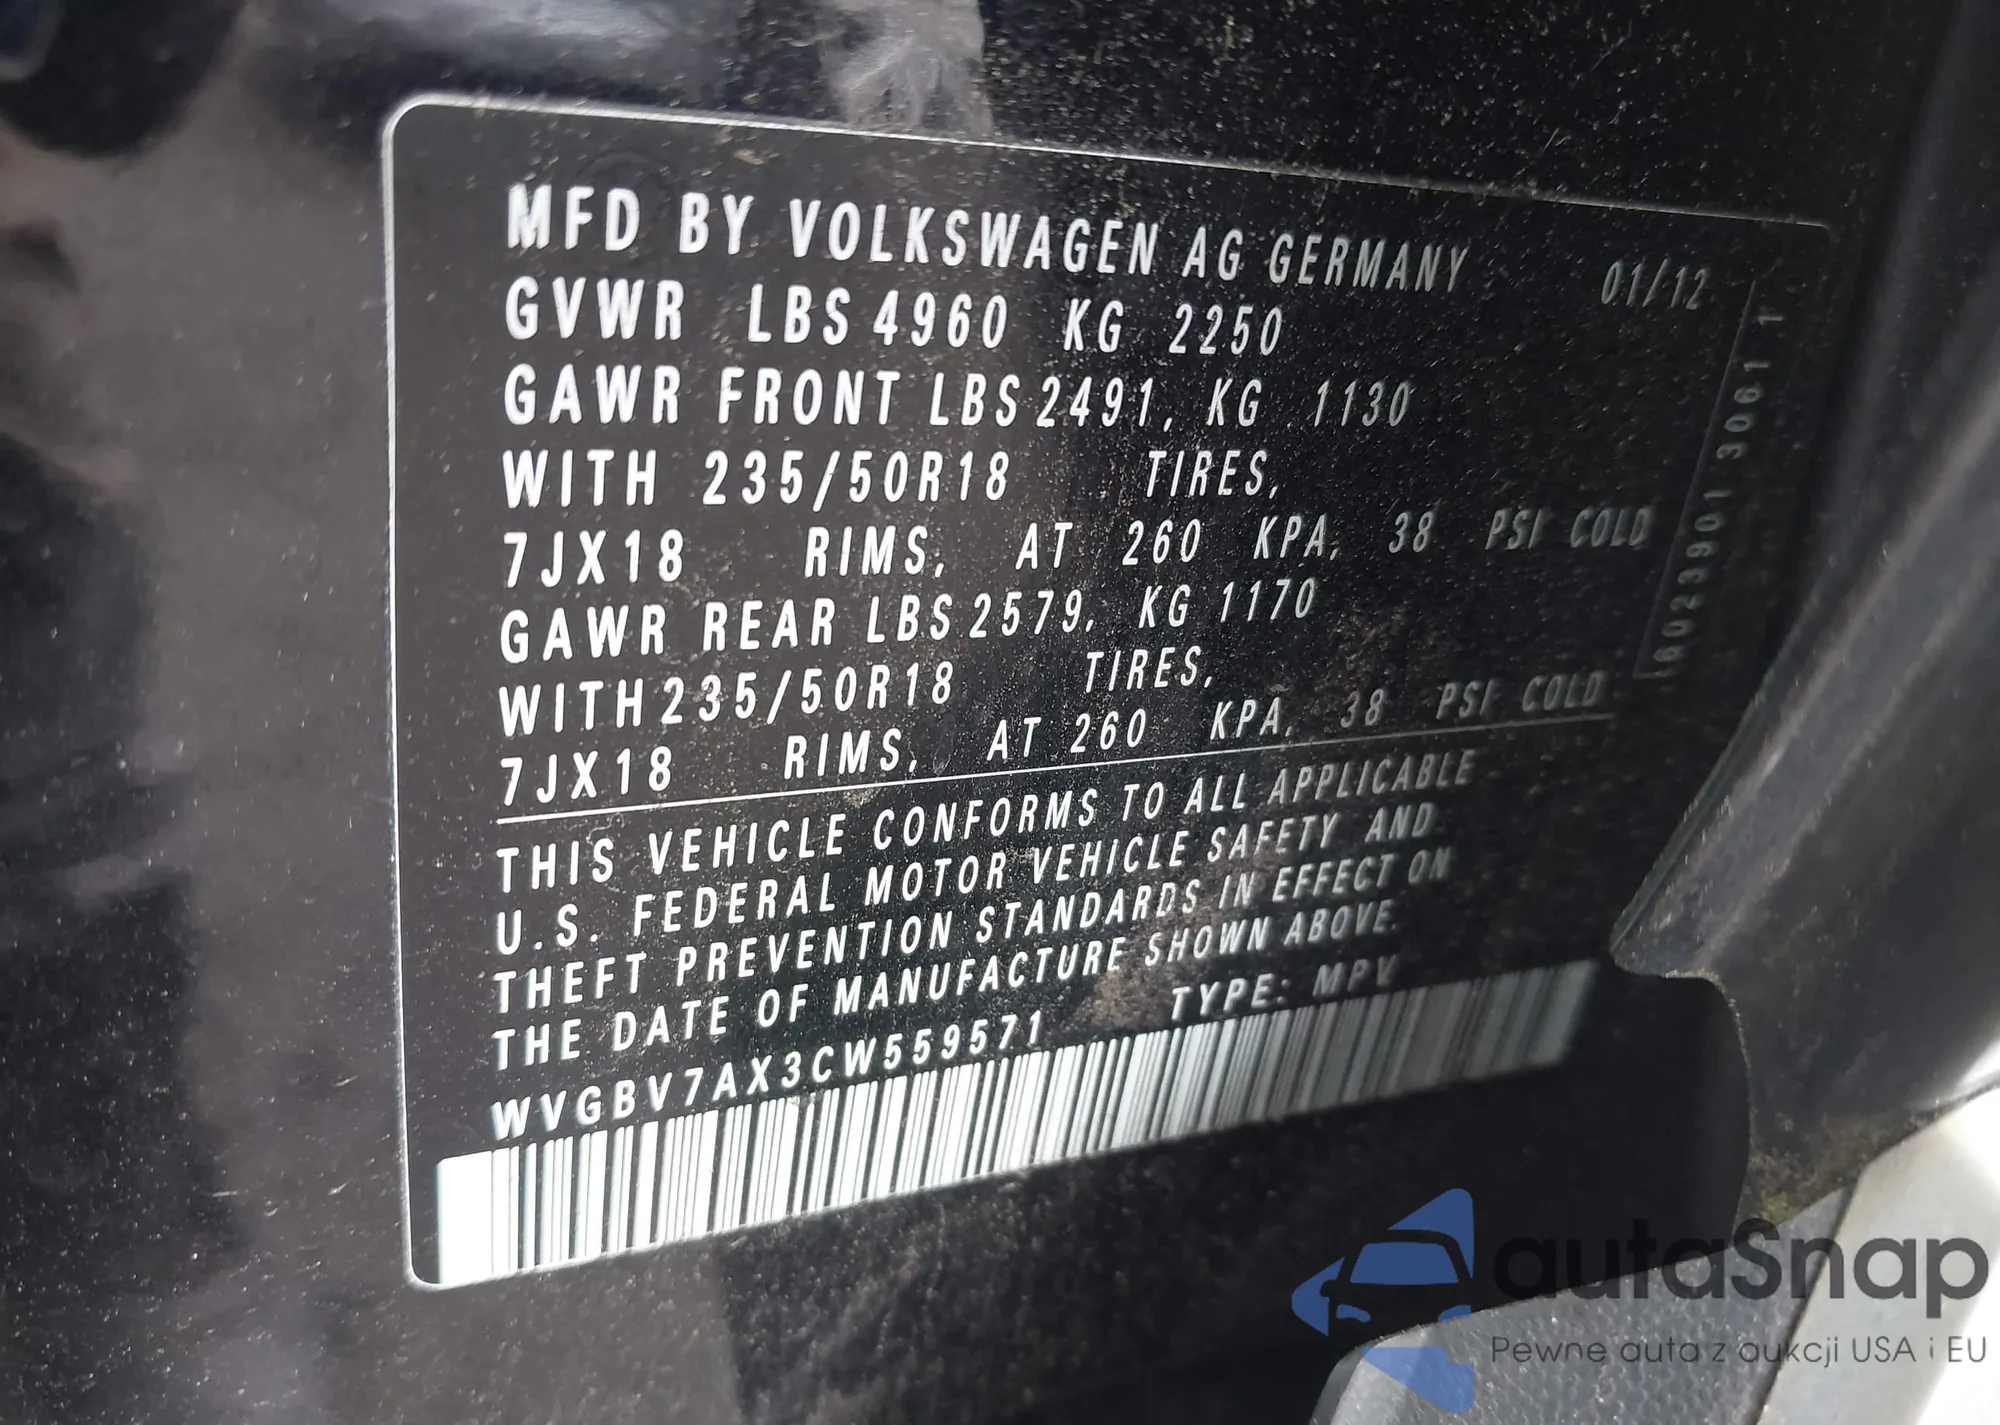 MFD BY VOLKSWAGEN AG GERMANY 01/12
GVWR LBS 4960 KG 2250
GAWR FRONT LBS 2491, KG 1130
WITH 235/50R18 TIRES,
7JX18 RIMS, AT 260 KPA, 38 PSI COLD
GAWR REAR LBS 2579, KG 1170
WITH 235/50R18 TIRES,
7JX18 RIMS, AT 260 KPA, 38 PSI COLD
THIS VEHICLE CONFORMS TO ALL APPLICABLE
U.S. FEDERAL MOTOR VEHICLE SAFETY AND
THEFT PREVENTION STANDARDS IN EFFECT ON
THE DATE OF MANUFACTURE SHOWN ABOVE.
WVGBV7AX3CW559571 TYPE: MPV
autaSnap
Pewne auta z aukcji USA i EU